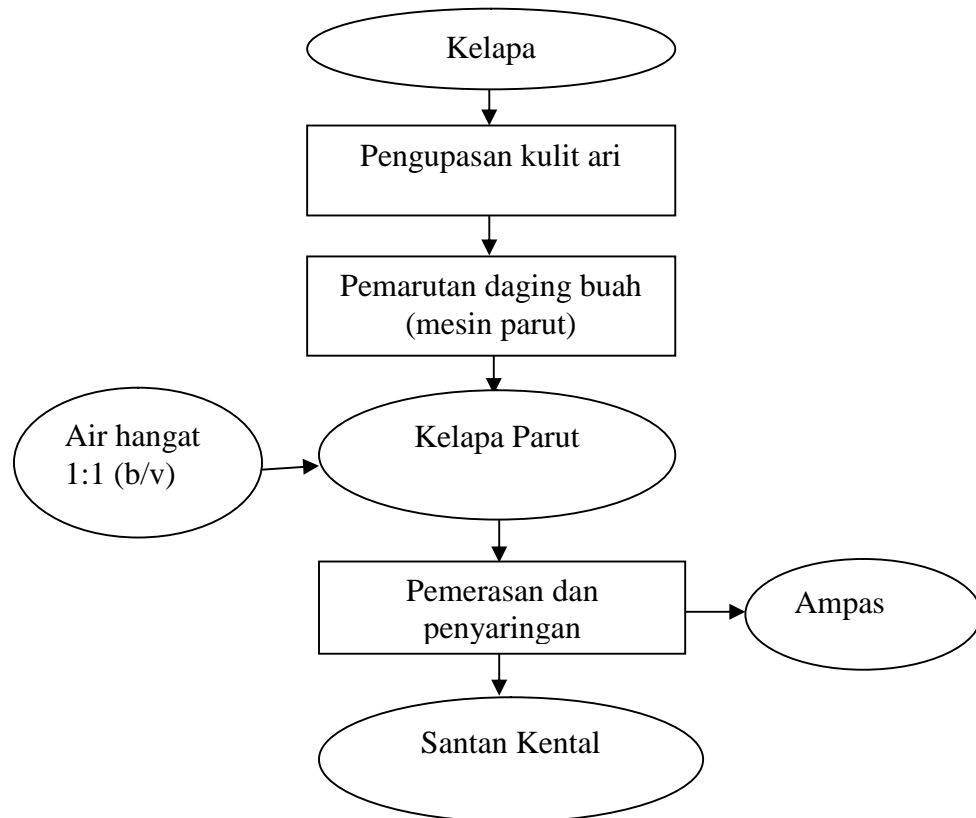 Kelapa
Pengupasan kulit ari
Pemarutan daging buah
(mesin parut)
Air hangat
1:1 (b/v)
Kelapa Parut
Pemerasan dan
penyaringan
Ampas
Santan Kental